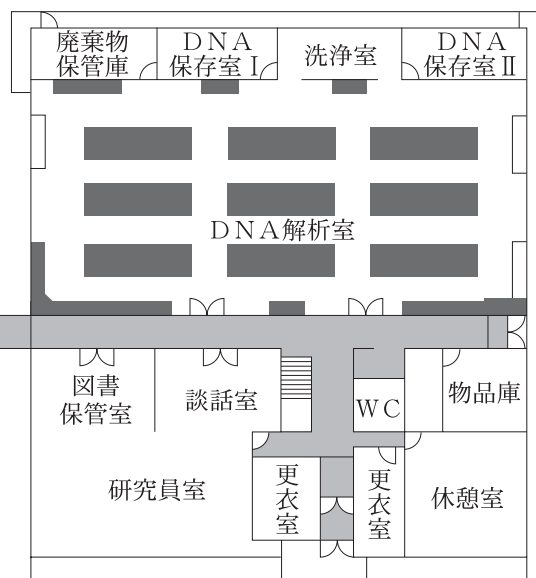 廃棄物
保管庫
DNA
保存室Ⅰ
洗浄室
DNA
保存室Ⅱ
DNA解析室
図書
保管室
談話室
WC
物品庫
研究員室
更衣室
更衣室
休憩室